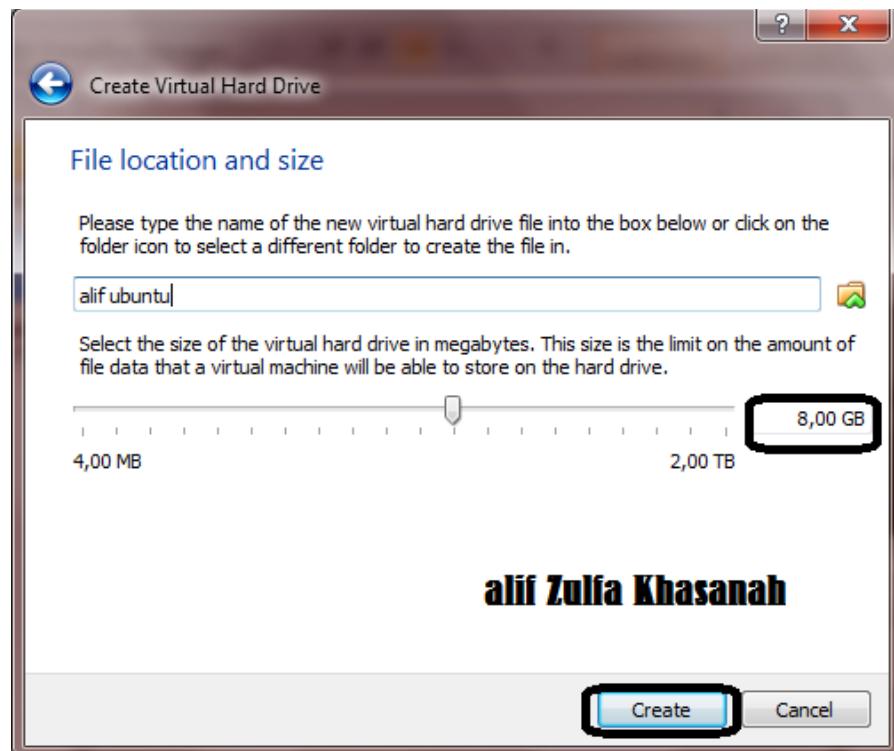 ?
X
Create Virtual Hard Drive
File location and size
Please type the name of the new virtual hard drive file into the box below or click on the
folder icon to select a different folder to create the file in.
alif ubuntu
Select the size of the virtual hard drive in megabytes. This size is the limit on the amount of
file data that a virtual machine will be able to store on the hard drive.
8,00 GB
4,00 MB 2,00 TB
alif Zulfa Khasanah
Create Cancel